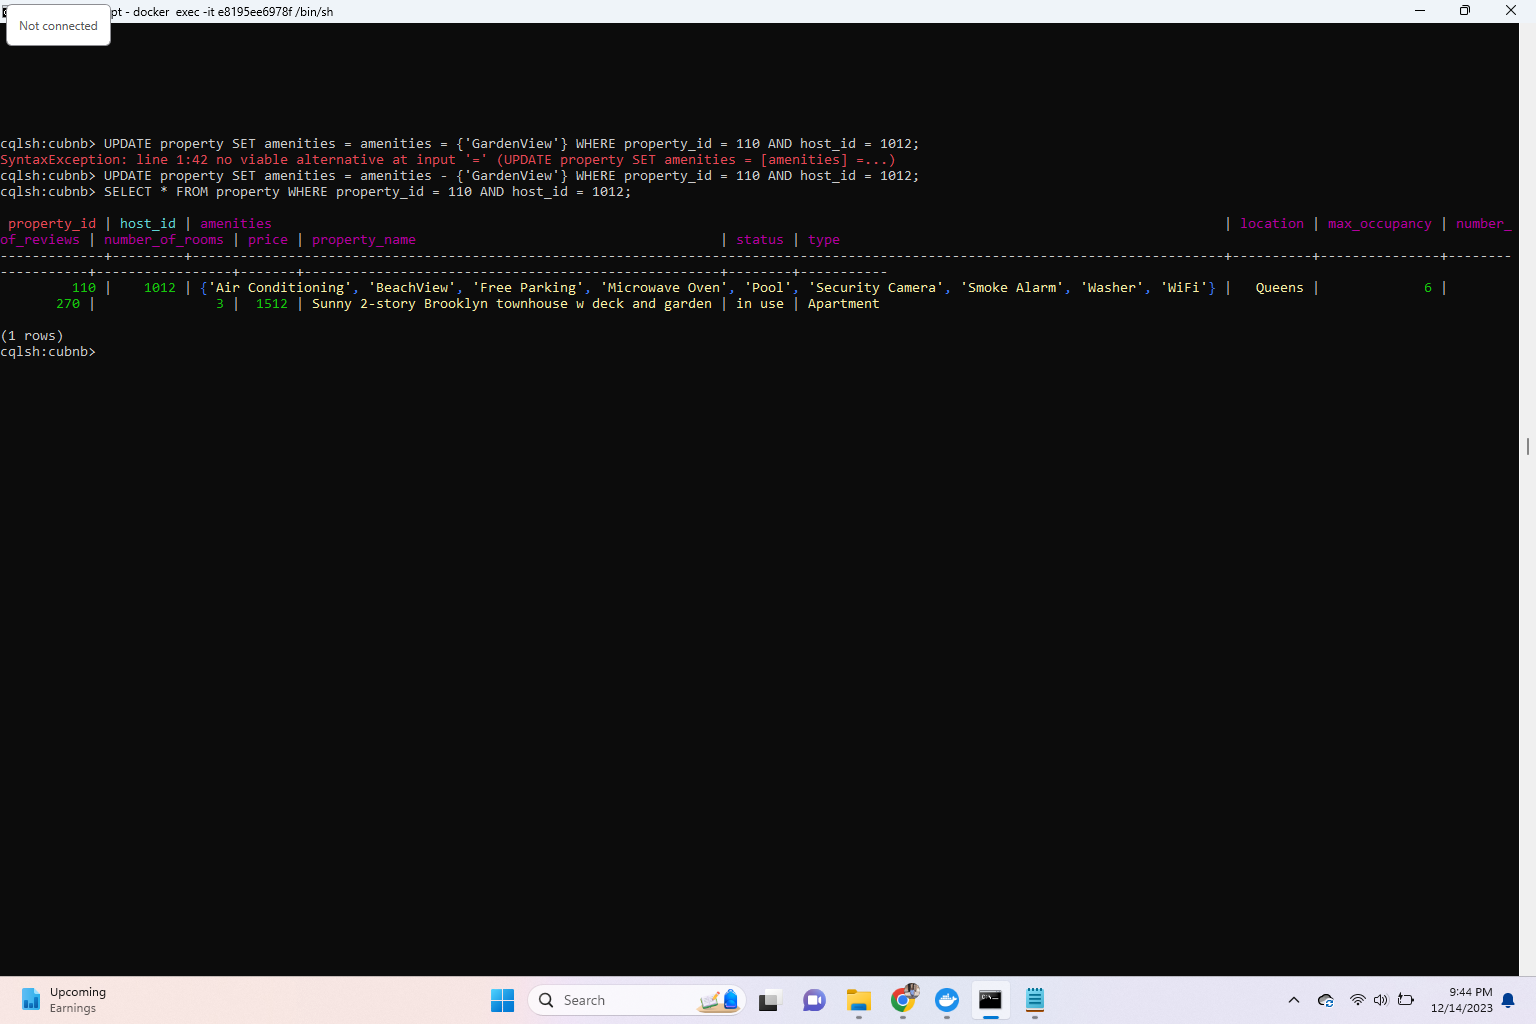 pt - docker  exec -it e8195ee6978f /bin/sh
Not connected
cqlsh:cubnb> UPDATE property SET amenities = amenities = {'GardenView'} WHERE property_id = 110 AND host_id = 1012;
SyntaxException: line 1:42 no viable alternative at input '=' (UPDATE property SET amenities = [amenities] =...)
cqlsh:cubnb> UPDATE property SET amenities = amenities - {'GardenView'} WHERE property_id = 110 AND host_id = 1012;
cqlsh:cubnb> SELECT * FROM property WHERE property_id = 110 AND host_id = 1012;
property_id | host_id | amenities | location | max_occupancy | number_
of_reviews | number_of_rooms | price | property_name | status | type
110 | 1012 | {'Air Conditioning', 'BeachView', 'Free Parking', 'Microwave Oven', 'Pool', 'Security Camera', 'Smoke Alarm', 'Washer', 'WiFi'} | Queens | 6 |
270 | 3 | 1512 | Sunny 2-story Brooklyn townhouse w deck and garden | in use | Apartment
(1 rows)
cqlsh:cubnb>
Upcoming
Earnings
Search
9:44 PM
12/14/2023